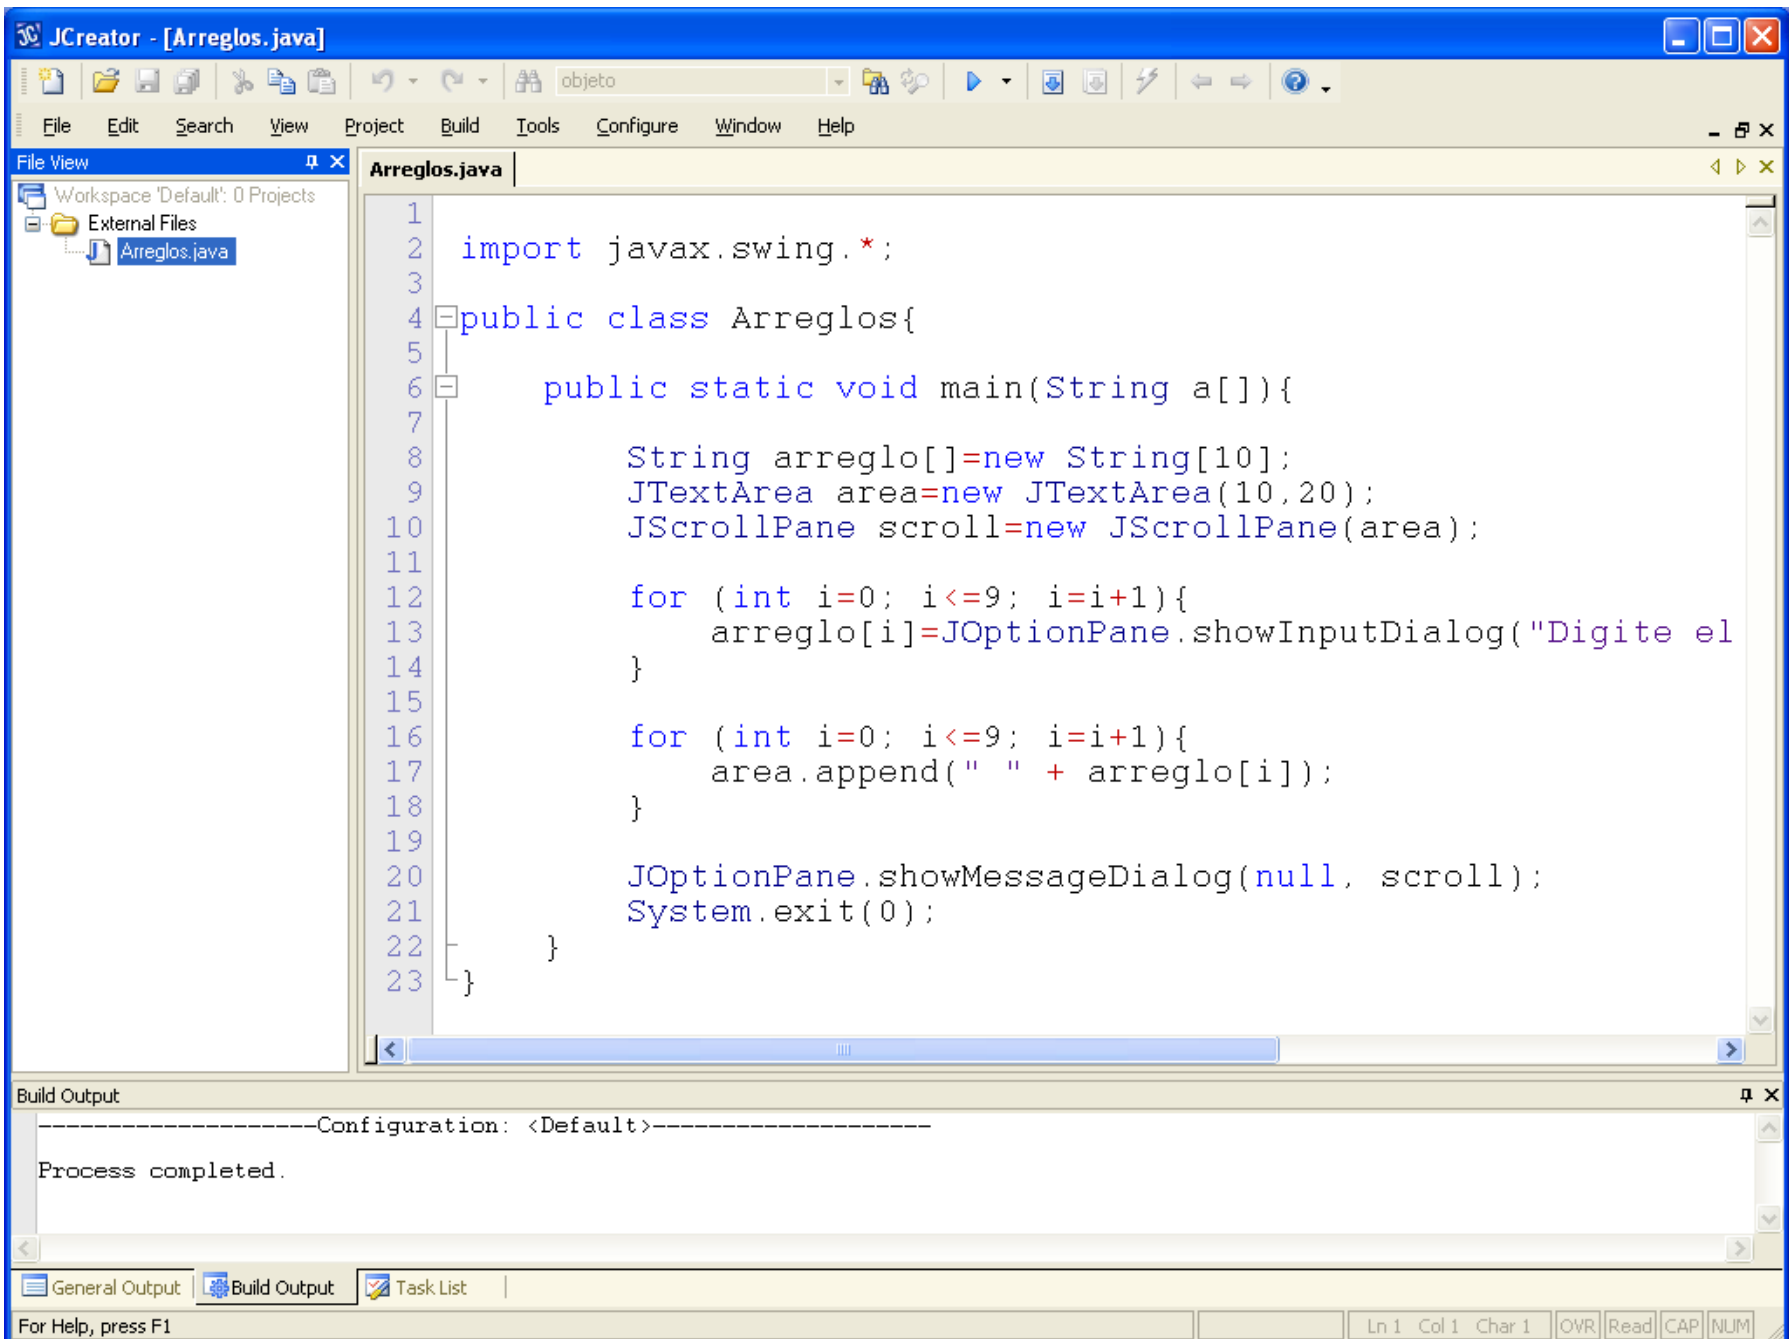 JCreator - [Arreglos.java]
objeto
File Edit Search View Project Build Tools Configure Window Help
File View
Arreglos.java
Workspace 'Default': 0 Projects
External Files
Arreglos.java
1
2 import javax.swing.*;
3
4 public class Arreglos{
5
6 public static void main(String a[]){
7
8 String arreglo[]=new String[10];
9 JTextArea area=new JTextArea(10,20);
10 JScrollPane scroll=new JScrollPane(area);
11
12 for (int i=0; i<=9; i=i+1){
13 arreglo[i]=JOptionPane.showInputDialog("Digite el
14 }
15
16 for (int i=0; i<=9; i=i+1){
17 area.append(" " + arreglo[i]);
18 }
19
20 JOptionPane.showMessageDialog(null, scroll);
21 System.exit(0);
22 }
23 }
Build Output
--------------------Configuration: <Default>--------------------
Process completed.
General Output Build Output Task List
For Help, press F1
Ln 1 Col 1 Char 1 OVR Read CAP NUM